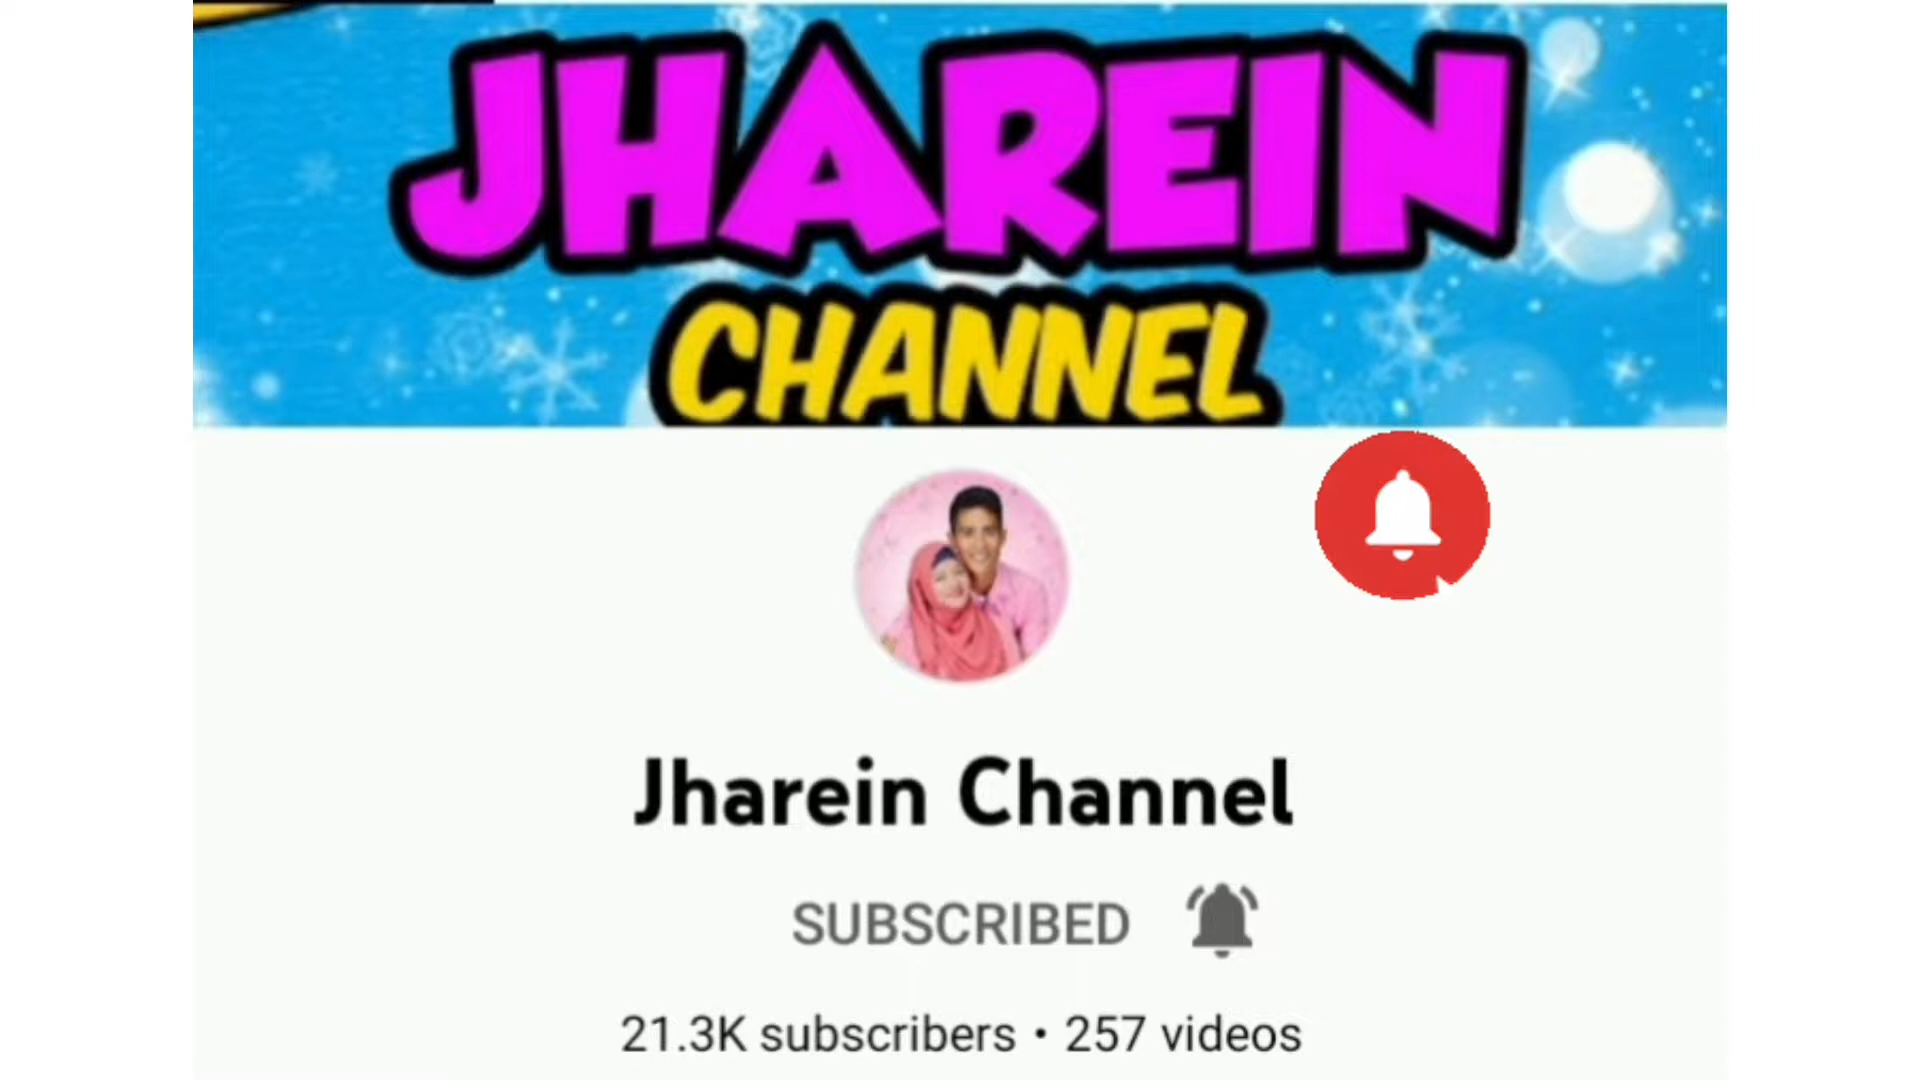 JHAREIN
CHANNEL
Jharein Channel
SUBSCRIBED
21.3K subscribers • 257 videos